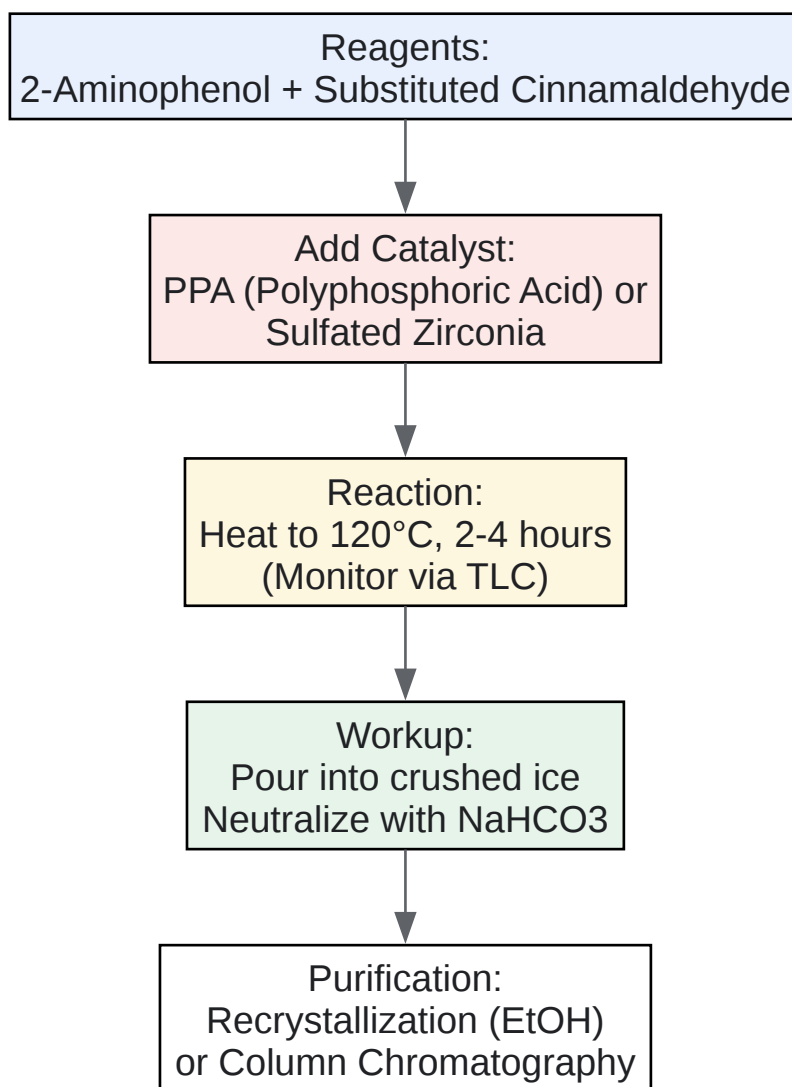 Reagents:
2-Aminophenol + Substituted Cinnamaldehyde
Add Catalyst:
PPA (Polyphosphoric Acid) or
Sulfated Zirconia
Reaction:
Heat to 120°C, 2-4 hours
(Monitor via TLC)
Workup:
Pour into crushed ice
Neutralize with NaHCO3
Purification:
Recrystallization (EtOH)
or Column Chromatography